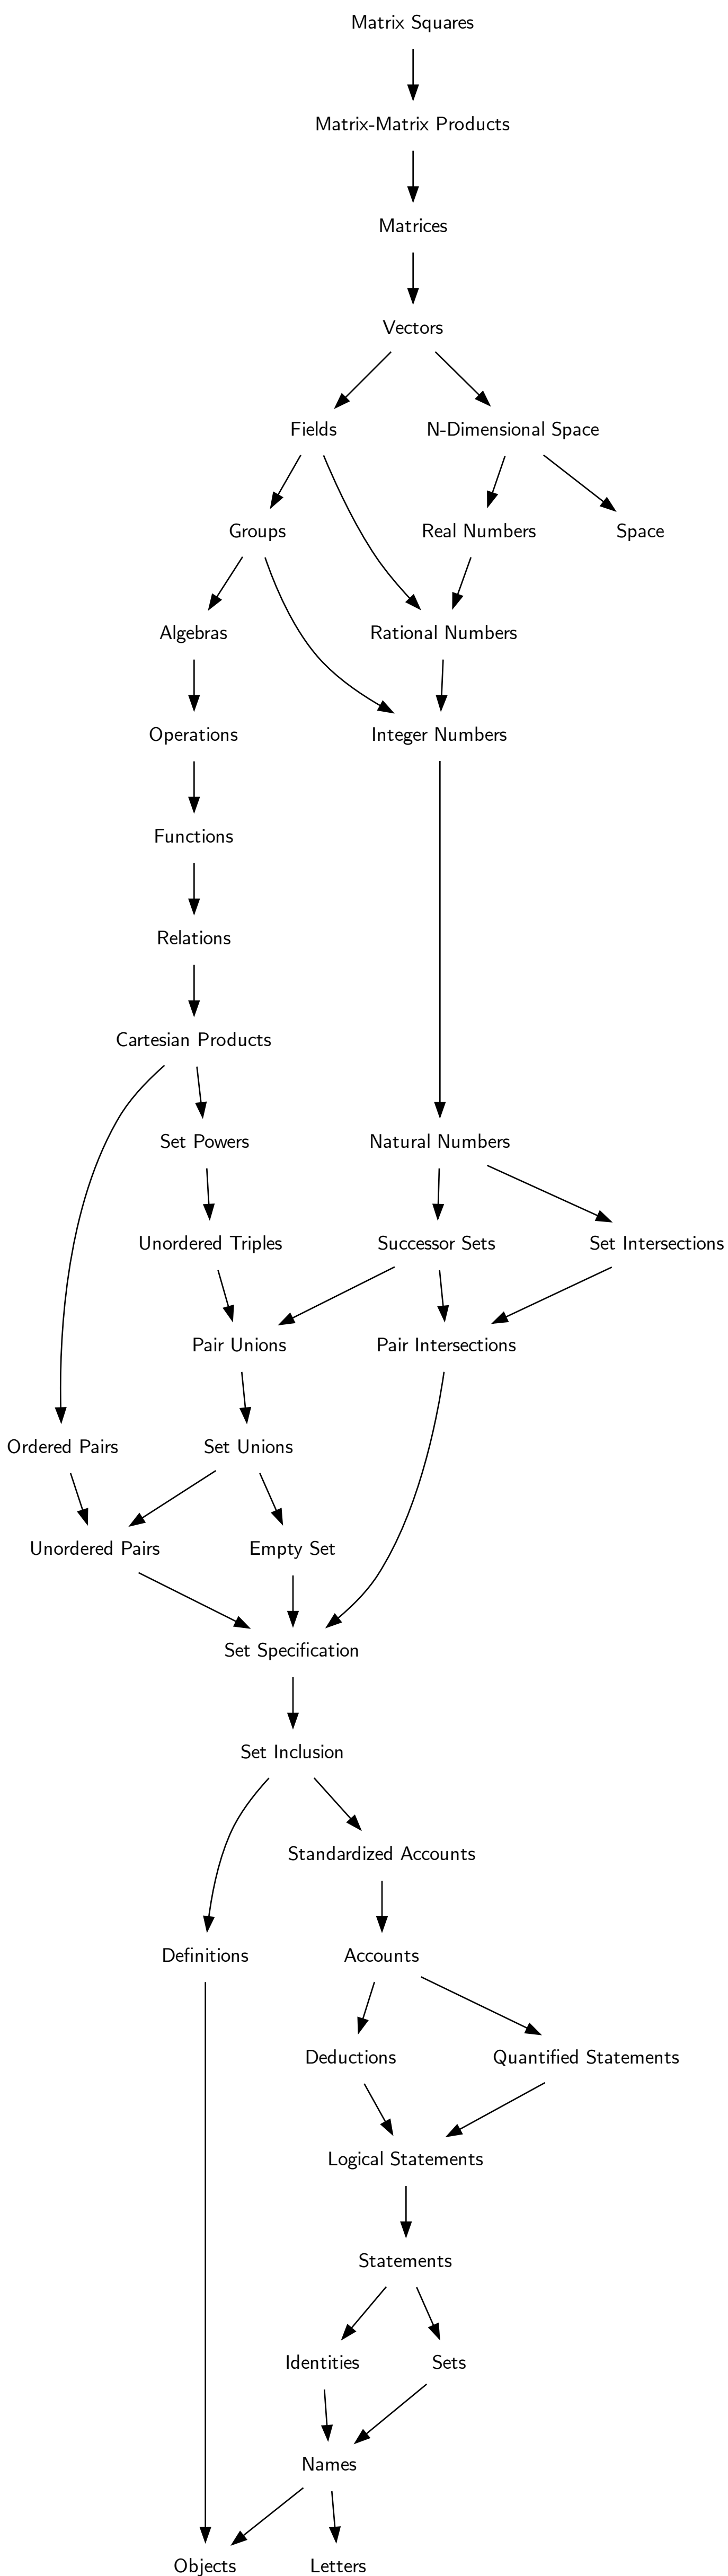 Matrix Squares
Matrix-Matrix Products
Matrices
Vectors
Fields
N-Dimensional Space
Groups
Real Numbers
Space
Algebras
Rational Numbers
Operations
Integer Numbers
Functions
Relations
Cartesian Products
Set Powers
Natural Numbers
Unordered Triples
Successor Sets
Set Intersections
Pair Unions
Pair Intersections
Ordered Pairs
Set Unions
Unordered Pairs
Empty Set
Set Specification
Set Inclusion
Standardized Accounts
Definitions
Accounts
Deductions
Quantified Statements
Logical Statements
Statements
Identities
Sets
Names
Objects
Letters